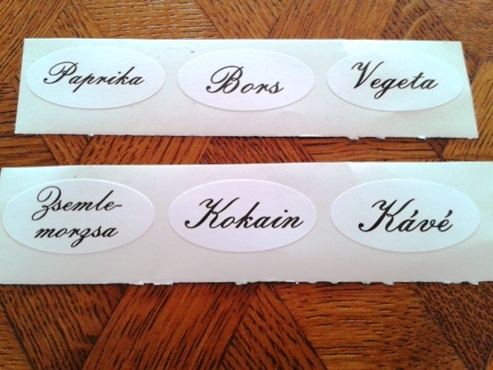 Paprika
Bors
Vegeta
Zsemle-
morzsa
Kokain
Kávé